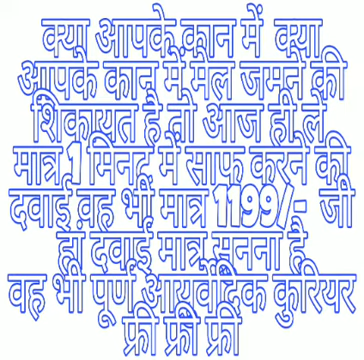 क्या आपके कान में क्या
आपके कान में मेल जमने की
शिकायत है तो आज ही लें
मात्र 1 मिनट में साफ करने की
दवाई वह भी मात्र 1199/- जी
हां दवाई मात्र सुनना है
वह भी पूर्ण आयुर्वेदिक कुरियर
फ्री फ्री फ्री